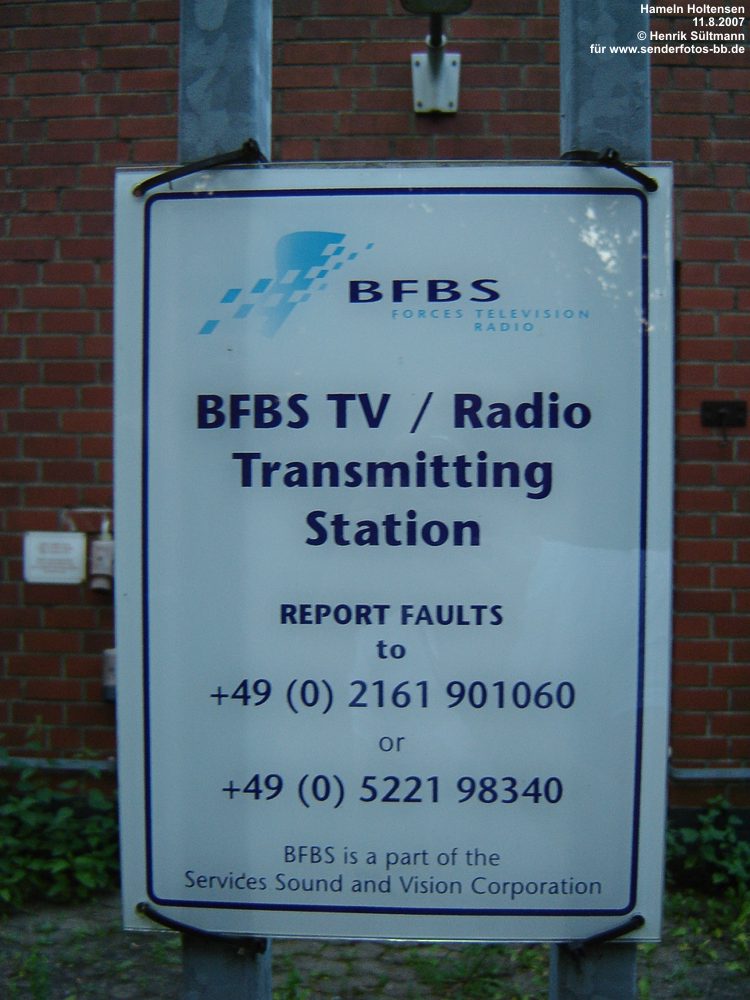 Hameln Holtensen
11.8.2007
© Henrik Sültmann
für www.senderfotos-bb.de
BFBS
FORCES TELEVISION
RADIO
BFBS TV / Radio
Transmitting
Station
REPORT FAULTS
to
+49 (0) 2161 901060
or
+49 (0) 5221 98340
BFBS is a part of the
Services Sound and Vision Corporation